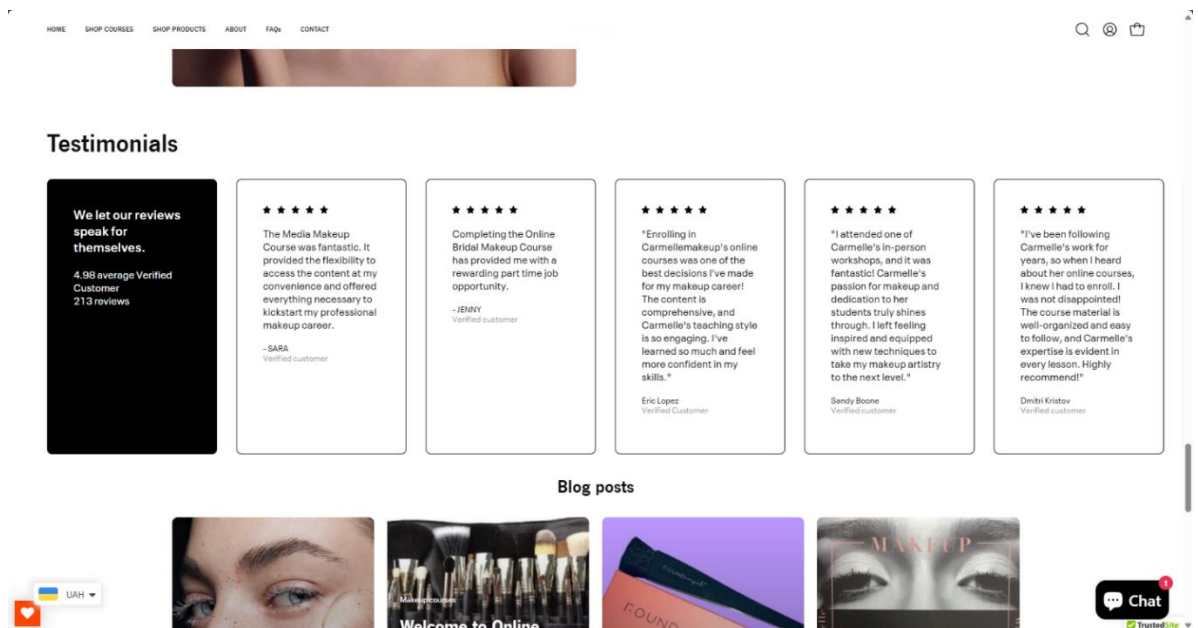 HOME SHOP COURSES SHOP PRODUCTS ABOUT FAQs CONTACT
Testimonials
We let our reviews
speak for
themselves.
4.98 average Verified
Customer
213 reviews
★ ★ ★ ★ ★
The Media Makeup
Course was fantastic. It
provided the flexibility to
access the content at my
convenience and offered
everything necessary to
kickstart my professional
makeup career.
- SARA
Verified customer
★ ★ ★ ★ ★
Completing the Online
Bridal Makeup Course
has provided me with a
rewarding part time job
opportunity.
- JENNY
Verified customer
★ ★ ★ ★ ★
"Enrolling in
Carmellemakeup's online
courses was one of the
best decisions I've made
for my makeup career!
The content is
comprehensive, and
Carmelle's teaching style
is so engaging. I've
learned so much and feel
more confident in my
skills."
Eric Lopez
Verified Customer
★ ★ ★ ★ ★
"I attended one of
Carmelle's in-person
workshops, and it was
fantastic! Carmelle's
passion for makeup and
dedication to her
students truly shines
through. I left feeling
inspired and equipped
with new techniques to
take my makeup artistry
to the next level."
Sandy Boone
Verified customer
★ ★ ★ ★ ★
"I've been following
Carmelle's work for
years, so when I heard
about her online courses,
I knew I had to enroll. I
was not disappointed!
The course material is
well-organized and easy
to follow, and Carmelle's
expertise is evident in
every lesson. Highly
recommend!"
Dmitri Kristov
Verified customer
Blog posts
Makeup courses
Welcome to Online
FOUND
MAKEUP
UAH
1
Chat
TrustedSite